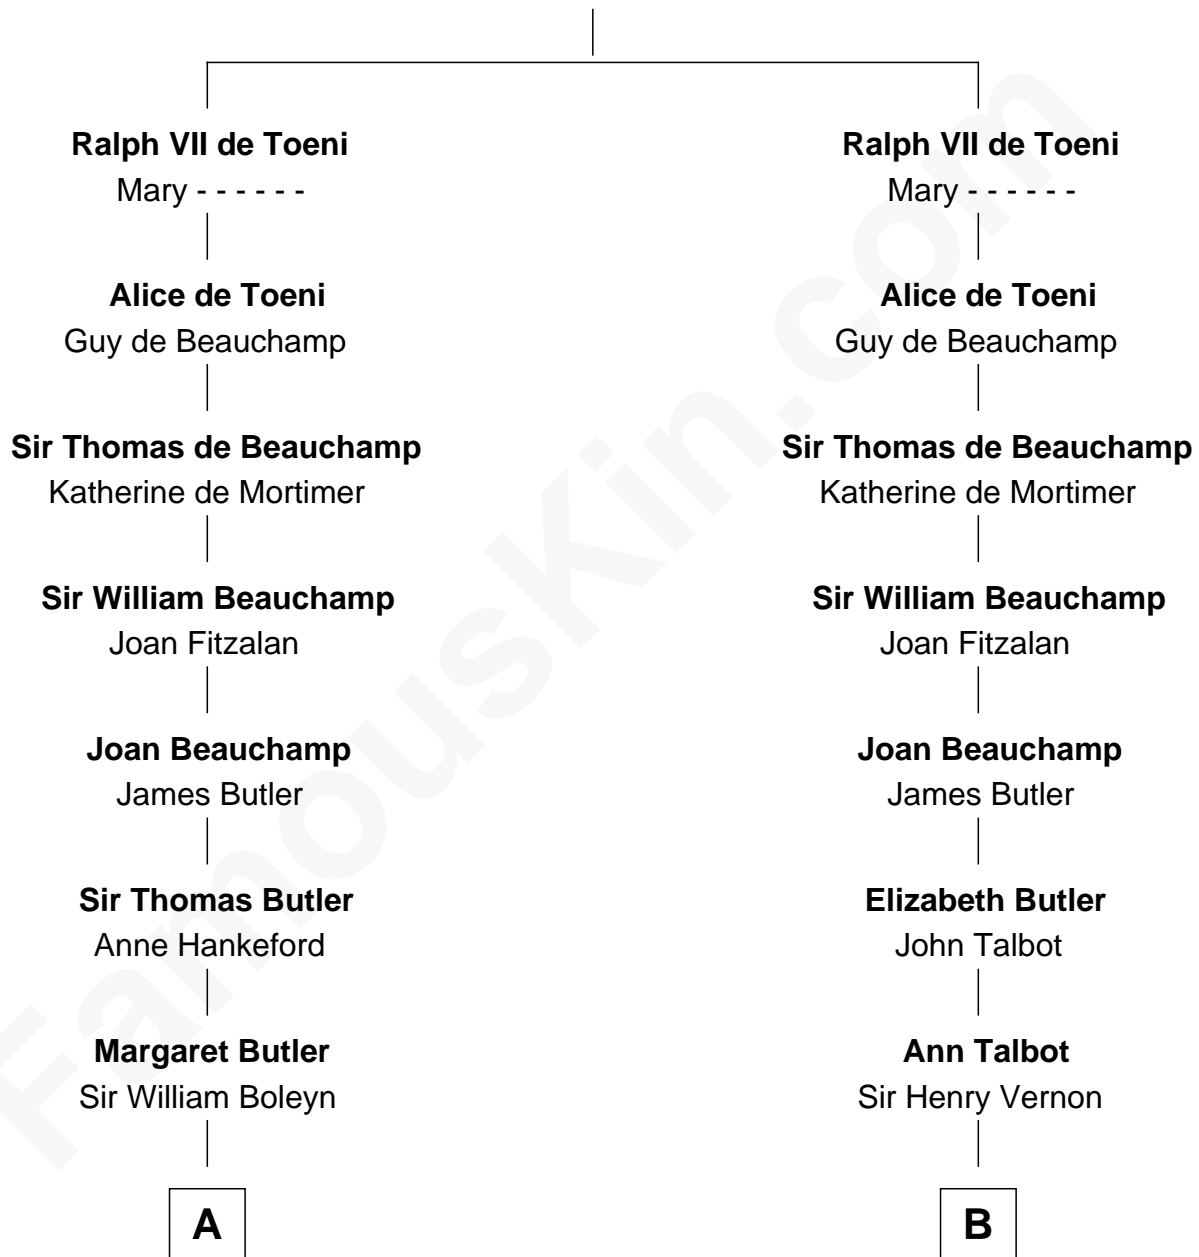 Ralph VII de Toeni
Mary - - - - - -
Alice de Toeni
Guy de Beauchamp
Sir Thomas de Beauchamp
Katherine de Mortimer
Sir William Beauchamp
Joan Fitzalan
Joan Beauchamp
James Butler
Sir Thomas Butler
Anne Hankeford
Margaret Butler
Sir William Boleyn
A
Ralph VII de Toeni
Mary - - - - - -
Alice de Toeni
Guy de Beauchamp
Sir Thomas de Beauchamp
Katherine de Mortimer
Sir William Beauchamp
Joan Fitzalan
Joan Beauchamp
James Butler
Elizabeth Butler
John Talbot
Ann Talbot
Sir Henry Vernon
B
FamousKin.com